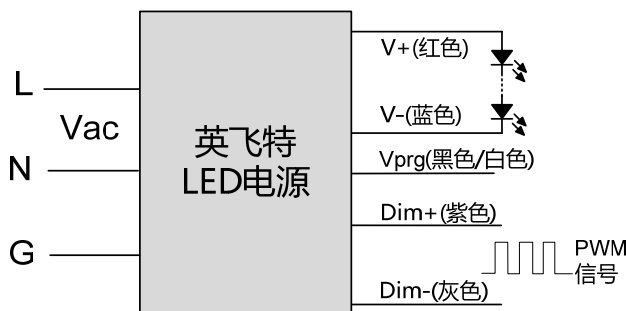 L
Vac
N
G
英飞特
LED电源
V+(红色)
V-(蓝色)
Vprg(黑色/白色)
Dim+(紫色)
PWM
信号
Dim-(灰色)